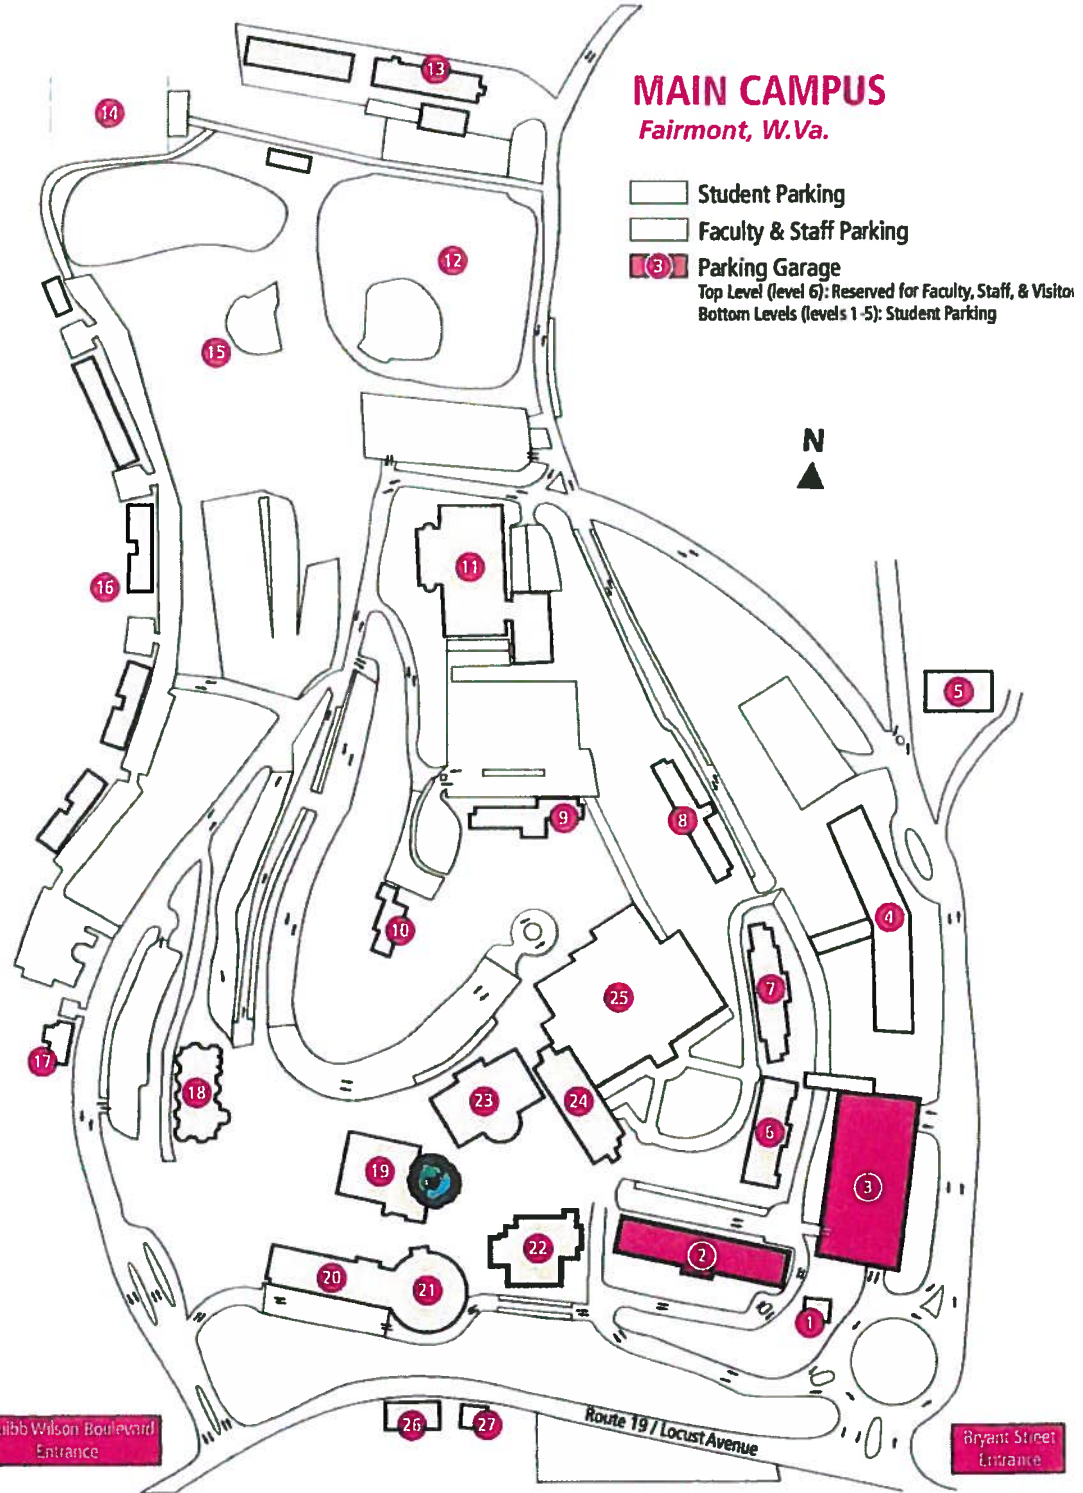 MAIN CAMPUS
Fairmont, W.Va.
Student Parking
Faculty & Staff Parking
3 Parking Garage
Top Level (level 6): Reserved for Faculty, Staff, & Visitor
Bottom Levels (levels 1-5): Student Parking
N
13
14
12
15
11
16
5
9
8
10
4
25
7
17
18
23
24
6
19
3
22
2
20
21
1
26
27
Route 19 / Locust Avenue
Wilson Boulevard
Entrance
Bryant Street
Entrance